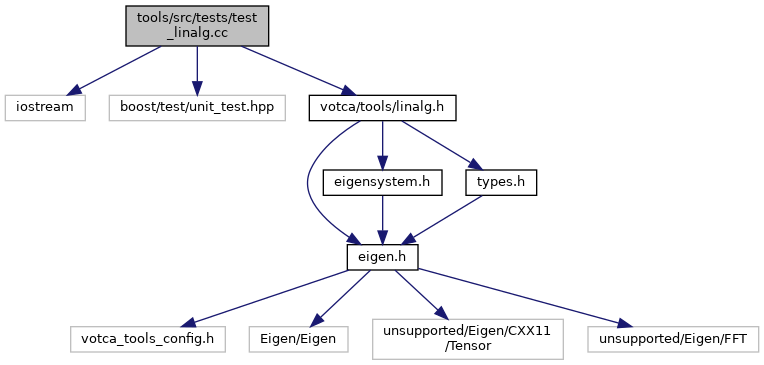 tools/src/tests/test
_linalg.cc
iostream
boost/test/unit_test.hpp
votca/tools/linalg.h
eigensystem.h
types.h
eigen.h
votca_tools_config.h
Eigen/Eigen
unsupported/Eigen/CXX11
/Tensor
unsupported/Eigen/FFT